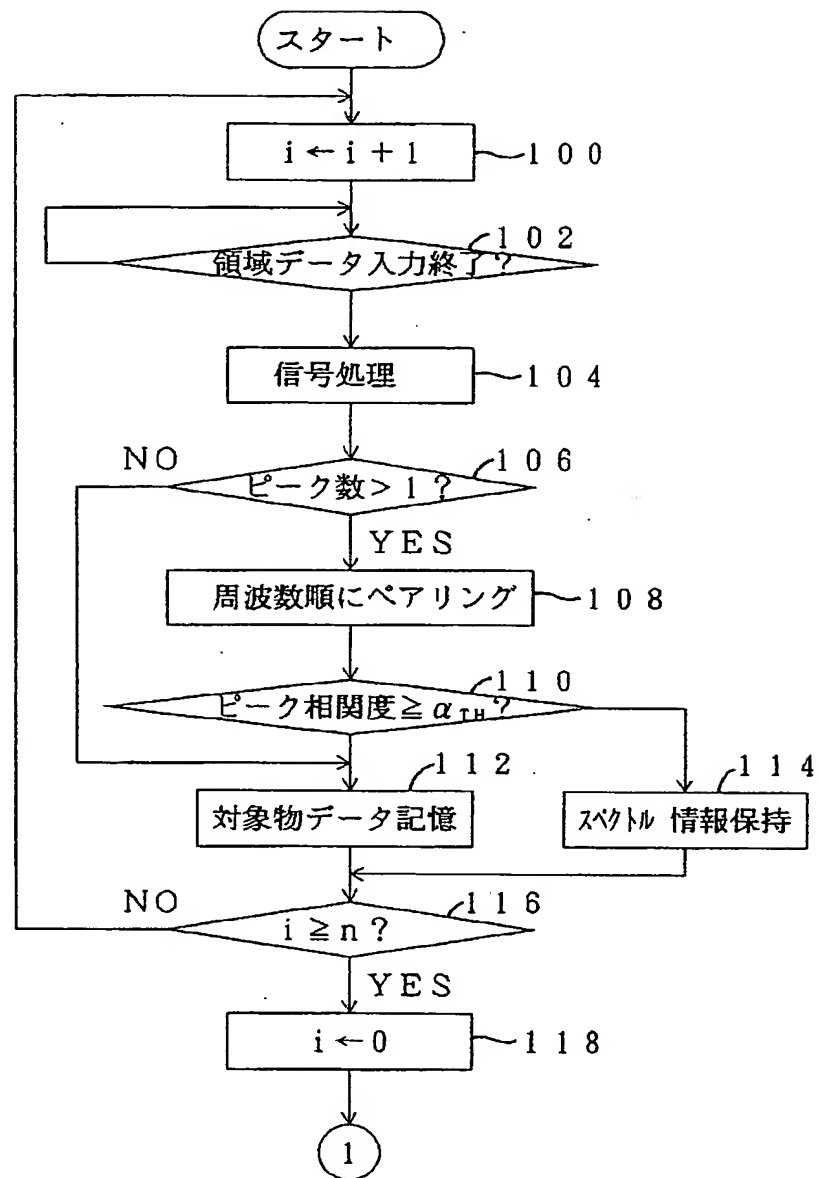 スタート
i←i+1
100
102
領域データ入力終了?
信号処理
104
NO
106
ピーク数>1?
YES
周波数順にペアリング
108
110
ピーク相関度≧αTH?
112
114
対象物データ記憶
スペクトル 情報保持
NO
116
i≧n?
YES
i←0
118
1